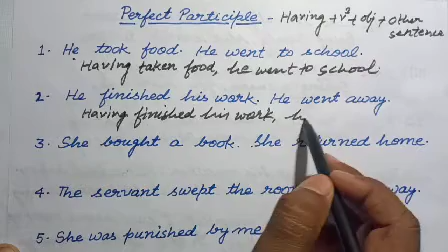 Perfect Participle - Having + v³ + obj + other
sentence
1. He took food. He went to school.
Having taken food, he went to school.
2. He finished his work. He went away.
Having finished his work, h
3. She bought a book. She returned home.
4. The servant swept the way.
5. She was punished by me